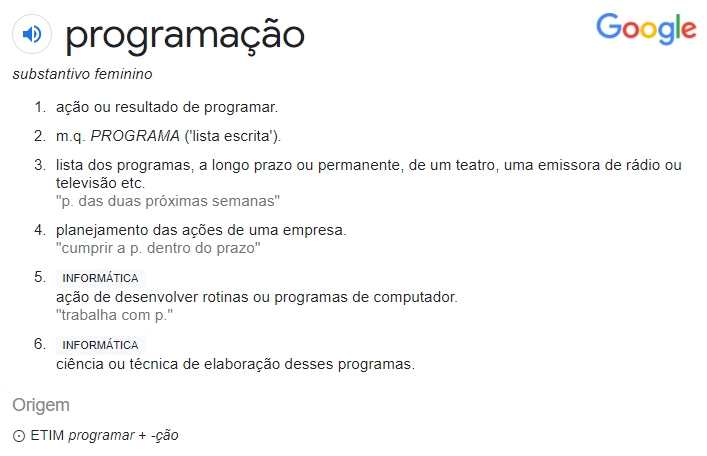 programação
Google
substantivo feminino
1. ação ou resultado de programar.
2. m.q. PROGRAMA ('lista escrita').
3. lista dos programas, a longo prazo ou permanente, de um teatro, uma emissora de rádio ou
televisão etc.
"p. das duas próximas semanas"
4. planejamento das ações de uma empresa.
"cumprir a p. dentro do prazo"
5. INFORMÁTICA
ação de desenvolver rotinas ou programas de computador.
"trabalha com p."
6. INFORMÁTICA
ciência ou técnica de elaboração desses programas.
Origem
⊙ ETIM programar + -ção